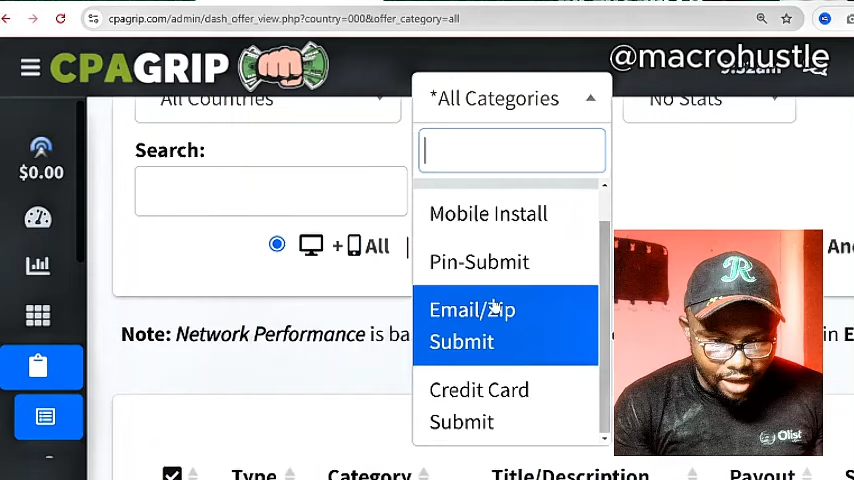 cpagrip.com/admin/dash_offer_view.php?country=000&offer_category=all
CPAGRIP
@macrohustle
All Countries
*All Categories
No Stats
Search:
$0.00
Mobile Install
Pin-Submit
+ All |
Email/Zip
Submit
Note: Network Performance is ba
in E
Credit Card
Submit
Olist
Type
Category
Title/Description
Payout
S